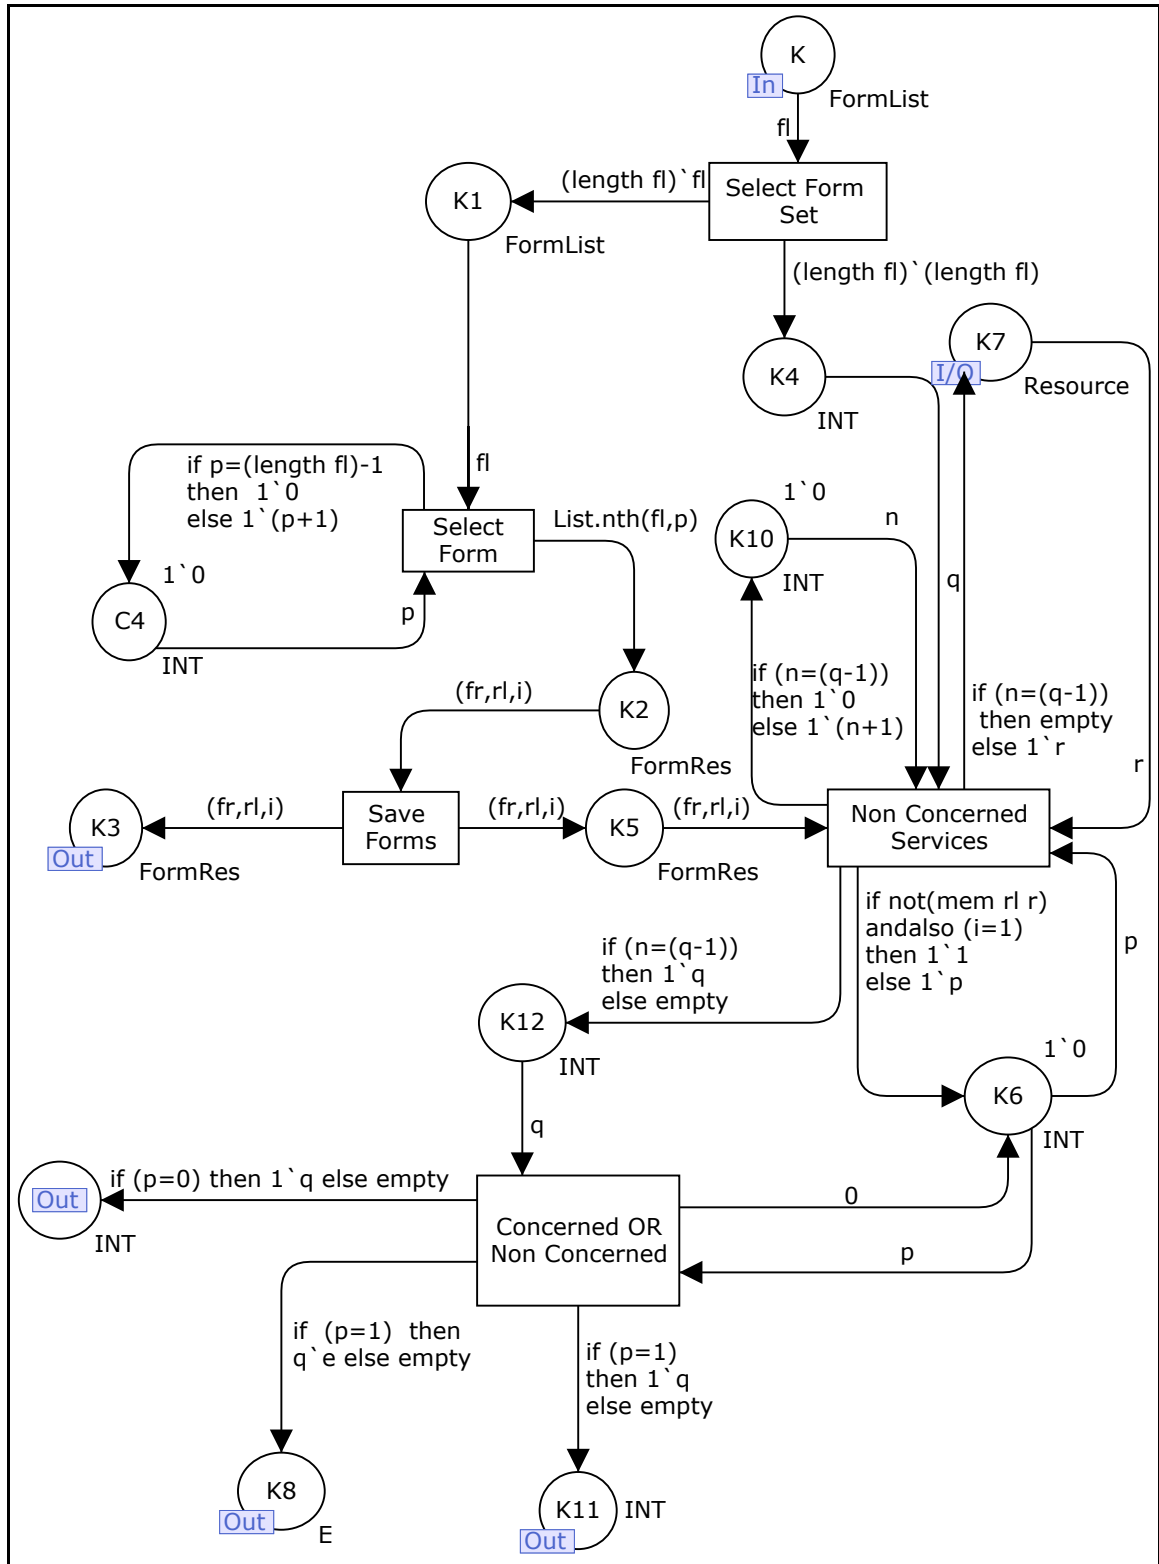 K
In
FormList
fl
Select Form
Set
(length fl)`fl
K1
FormList
(length fl)`(length fl)
K7
I/O
Resource
K4
INT
fl
if p=(length fl)-1
then 1`0
else 1`(p+1)
Select
Form
List.nth(fl,p)
1`0
C4
INT
p
1`0
K10
INT
n
q
if (n=(q-1))
then 1`0
else 1`(n+1)
if (n=(q-1))
then empty
else 1`r
r
(fr,rl,i)
K2
FormRes
K3
Out
FormRes
(fr,rl,i)
Save
Forms
(fr,rl,i)
K5
FormRes
(fr,rl,i)
Non Concerned
Services
if not(mem rl r)
andalso (i=1)
then 1`1
else 1`p
p
if (n=(q-1))
then 1`q
else empty
K12
INT
1`0
K6
INT
q
if (p=0) then 1`q else empty
Out
INT
Concerned OR
Non Concerned
0
p
if (p=1) then
q`e else empty
if (p=1)
then 1`q
else empty
K8
Out
E
K11
Out
INT